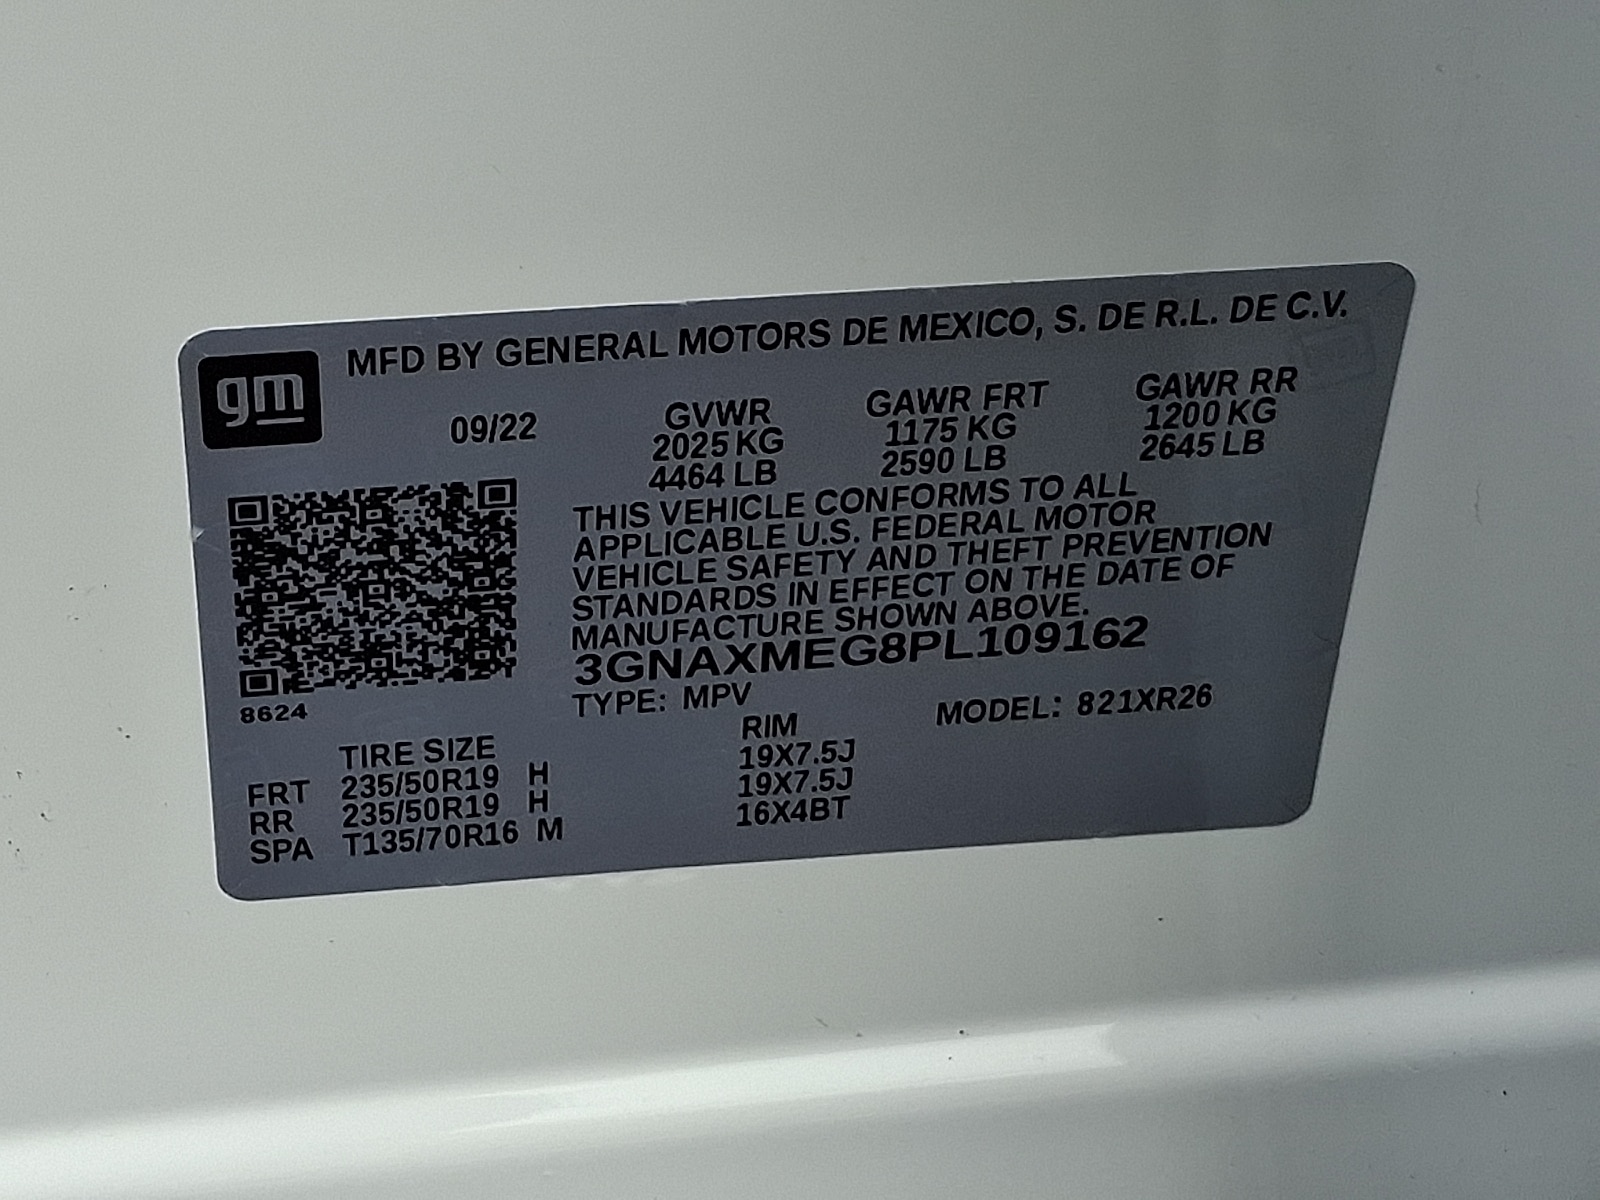 gm
MFD BY GENERAL MOTORS DE MEXICO, S. DE R.L. DE C.V.
09/22 GVWR GAWR FRT GAWR RR
2025 KG 1175 KG 1200 KG
4464 LB 2590 LB 2645 LB
THIS VEHICLE CONFORMS TO ALL
APPLICABLE U.S. FEDERAL MOTOR
VEHICLE SAFETY AND THEFT PREVENTION
STANDARDS IN EFFECT ON THE DATE OF
MANUFACTURE SHOWN ABOVE.
3GNAXMEG8PL109162
8624
TYPE: MPV MODEL: 821XR26
TIRE SIZE RIM
FRT 235/50R19 H 19X7.5J
RR 235/50R19 H 19X7.5J
SPA T135/70R16 M 16X4BT